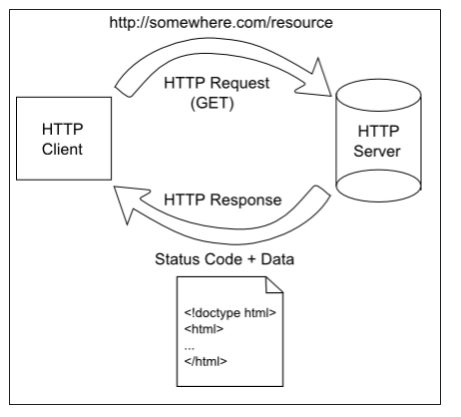 http://somewhere.com/resource
HTTP Request
(GET)
HTTP
Client
HTTP
Server
HTTP Response
Status Code + Data
<!doctype html>
<html>
...
</html>